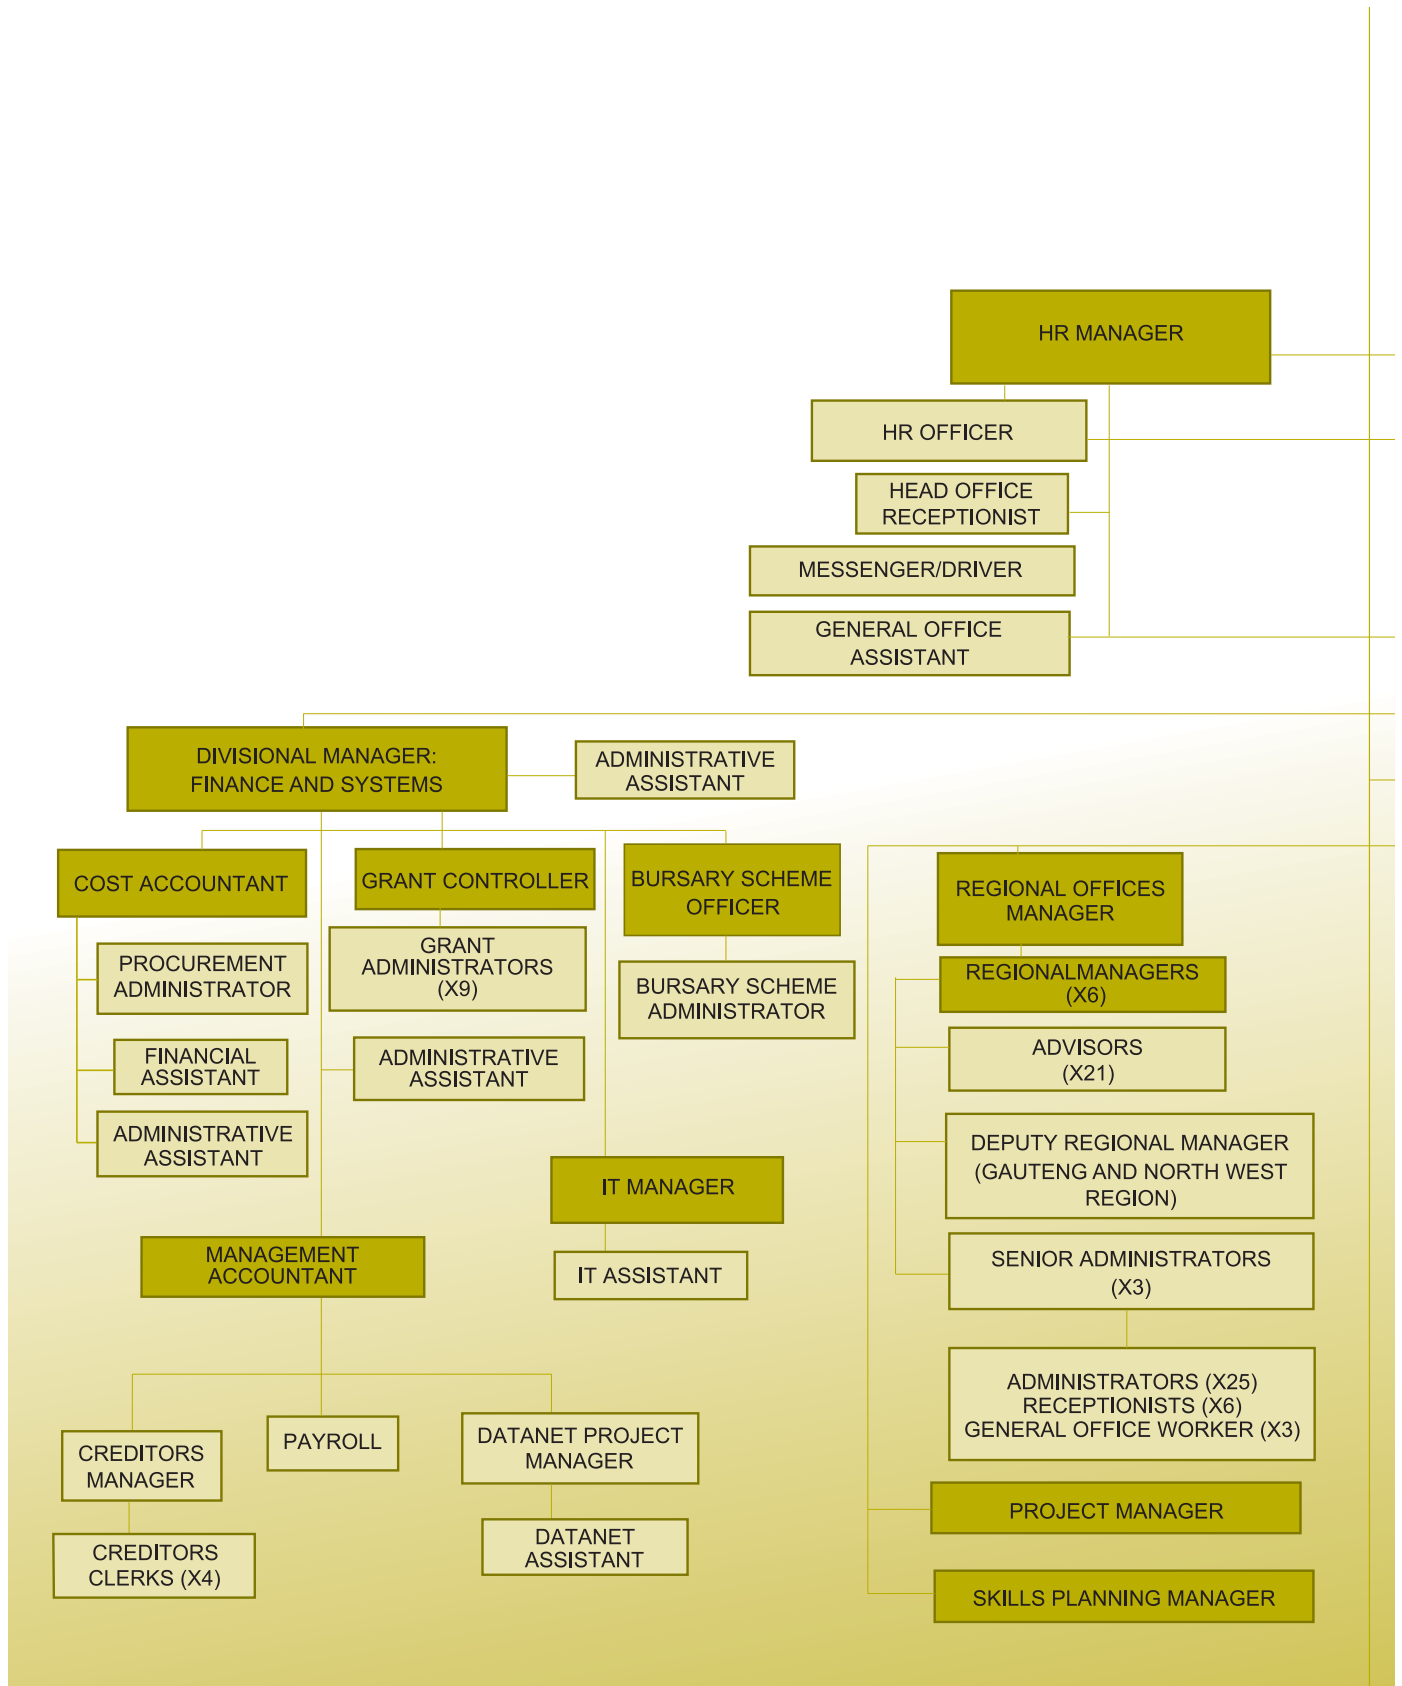 HR MANAGER
HR OFFICER
HEAD OFFICE
RECEPTIONIST
MESSENGER/DRIVER
GENERAL OFFICE
ASSISTANT
DIVISIONAL MANAGER:
FINANCE AND SYSTEMS
ADMINISTRATIVE
ASSISTANT
COST ACCOUNTANT
PROCUREMENT
ADMINISTRATOR
FINANCIAL
ASSISTANT
ADMINISTRATIVE
ASSISTANT
GRANT CONTROLLER
GRANT
ADMINISTRATORS
(X9)
ADMINISTRATIVE
ASSISTANT
BURSARY SCHEME
OFFICER
BURSARY SCHEME
ADMINISTRATOR
IT MANAGER
IT ASSISTANT
MANAGEMENT
ACCOUNTANT
CREDITORS
MANAGER
CREDITORS
CLERKS (X4)
PAYROLL
DATANET PROJECT
MANAGER
DATANET
ASSISTANT
REGIONAL OFFICES
MANAGER
REGIONALMANAGERS
(X6)
ADVISORS
(X21)
DEPUTY REGIONAL MANAGER
(GAUTENG AND NORTH WEST
REGION)
SENIOR ADMINISTRATORS
(X3)
ADMINISTRATORS (X25)
RECEPTIONISTS (X6)
GENERAL OFFICE WORKER (X3)
PROJECT MANAGER
SKILLS PLANNING MANAGER